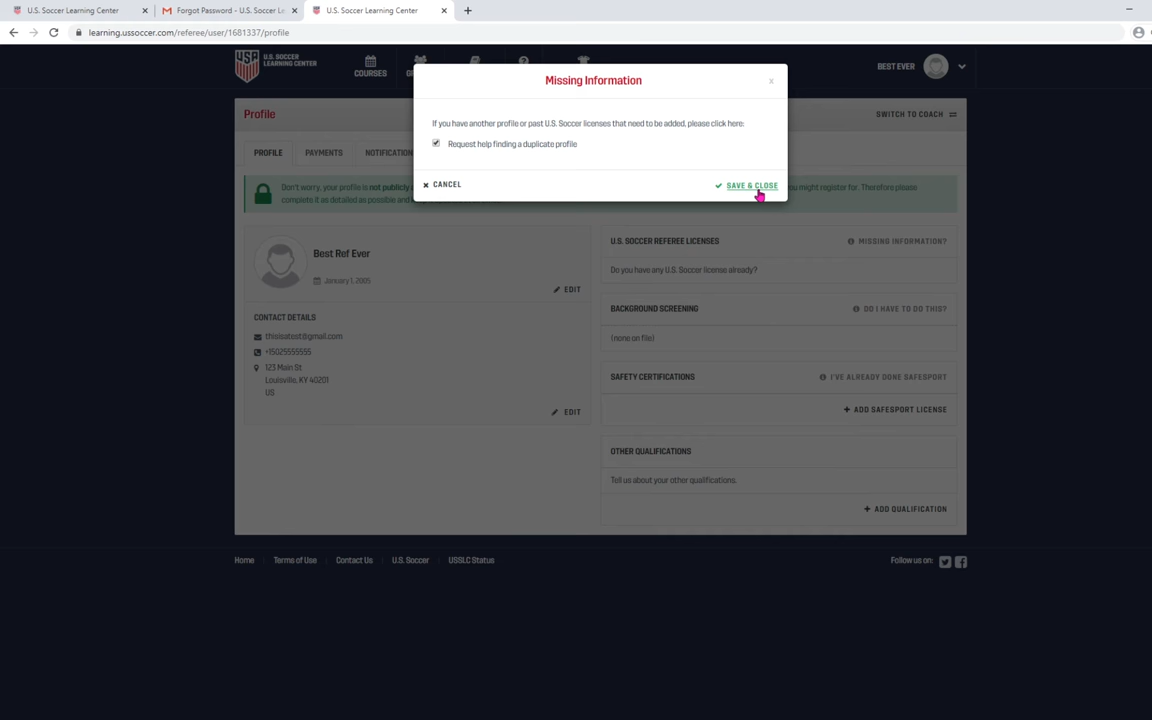 U.S. Soccer Learning Center
Forgot Password - U.S. Soccer Le
U.S. Soccer Learning Center
learning.ussoccer.com/referee/user/1681337/profile
U.S. SOCCER
LEARNING CENTER
COURSES
BEST EVER
Missing Information
If you have another profile or past U.S. Soccer licenses that need to be added, please click here:
Request help finding a duplicate profile
CANCEL
SAVE & CLOSE
Profile
SWITCH TO COACH
PROFILE
PAYMENTS
NOTIFICATION
Don't worry, your profile is not publicly
you might register for. Therefore please
complete it as detailed as possible and
Best Ref Ever
January 1, 2005
EDIT
CONTACT DETAILS
thisisatest@gmail.com
+15025555555
123 Main St
Louisville, KY 40201
US
EDIT
U.S. SOCCER REFEREE LICENSES
MISSING INFORMATION?
Do you have any U.S. Soccer license already?
BACKGROUND SCREENING
DO I HAVE TO DO THIS?
(none on file)
SAFETY CERTIFICATIONS
I'VE ALREADY DONE SAFESPORT
+ ADD SAFESPORT LICENSE
OTHER QUALIFICATIONS
Tell us about your other qualifications.
+ ADD QUALIFICATION
Home
Terms of Use
Contact Us
U.S. Soccer
USSLC Status
Follow us on: